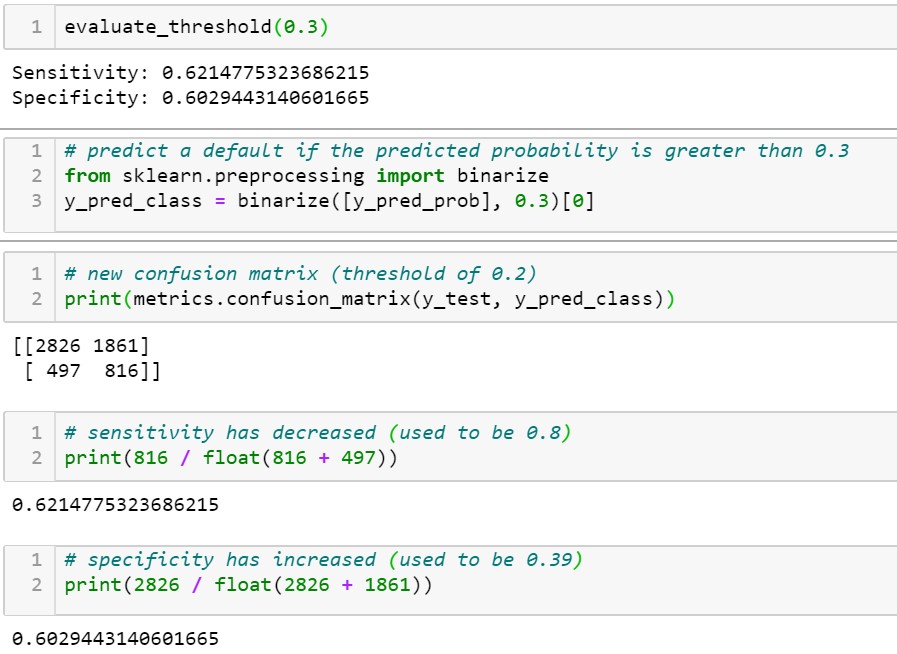 1 evaluate_threshold(0.3)
Sensitivity: 0.6214775323686215
Specificity: 0.6029443140601665
1 # predict a default if the predicted probability is greater than 0.3
2 from sklearn.preprocessing import binarize
3 y_pred_class = binarize([y_pred_prob], 0.3)[0]
1 # new confusion matrix (threshold of 0.2)
2 print(metrics.confusion_matrix(y_test, y_pred_class))
[[2826 1861]
 [ 497  816]]
1 # sensitivity has decreased (used to be 0.8)
2 print(816 / float(816 + 497))
0.6214775323686215
1 # specificity has increased (used to be 0.39)
2 print(2826 / float(2826 + 1861))
0.6029443140601665